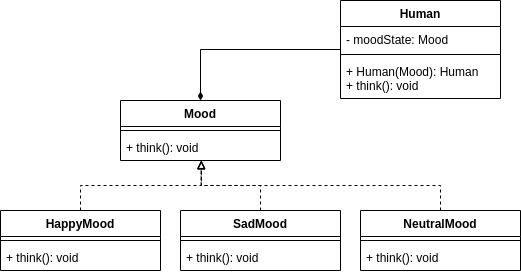 Human
- moodState: Mood
+ Human(Mood): Human
+ think(): void
Mood
+ think(): void
HappyMood
+ think(): void
SadMood
+ think(): void
NeutralMood
+ think(): void